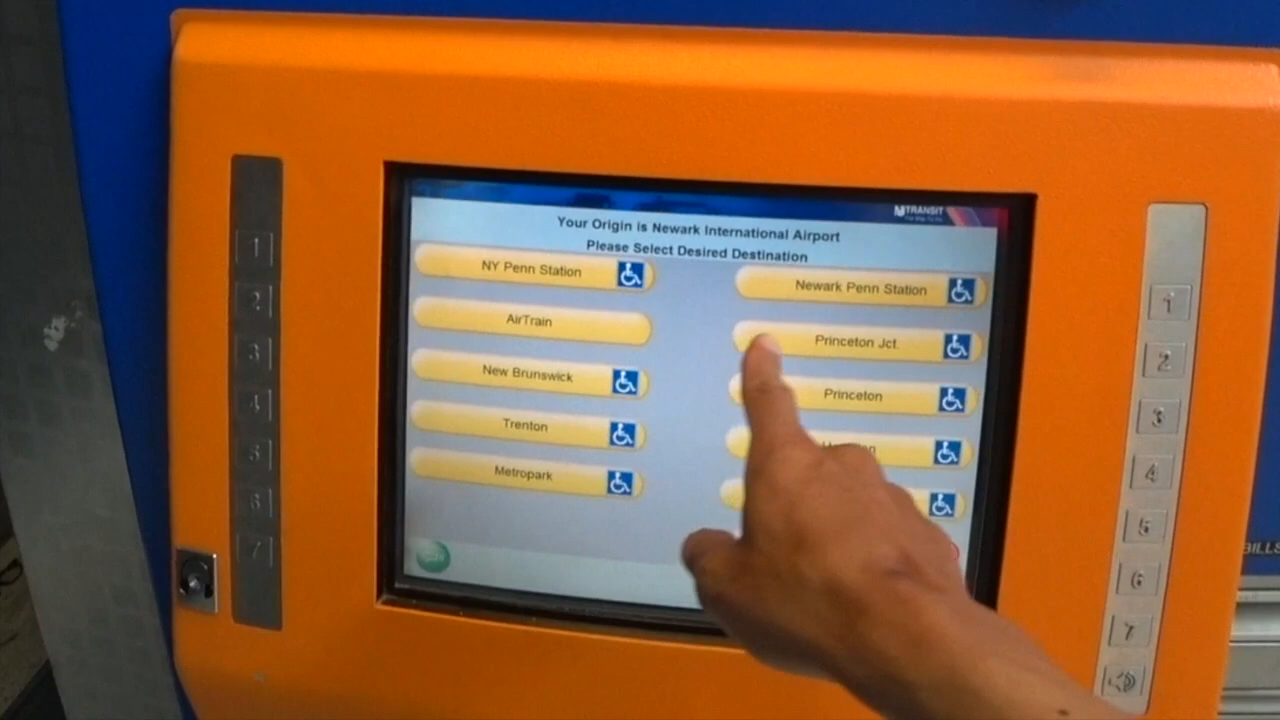 NJTRANSIT
Your Origin is Newark International Airport
Please Select Desired Destination
NY Penn Station
Newark Penn Station
AirTrain
Princeton Jct.
New Brunswick
Princeton
Trenton
Metropark
1
2
3
4
5
6
7
1
2
3
4
5
6
7
BILLS